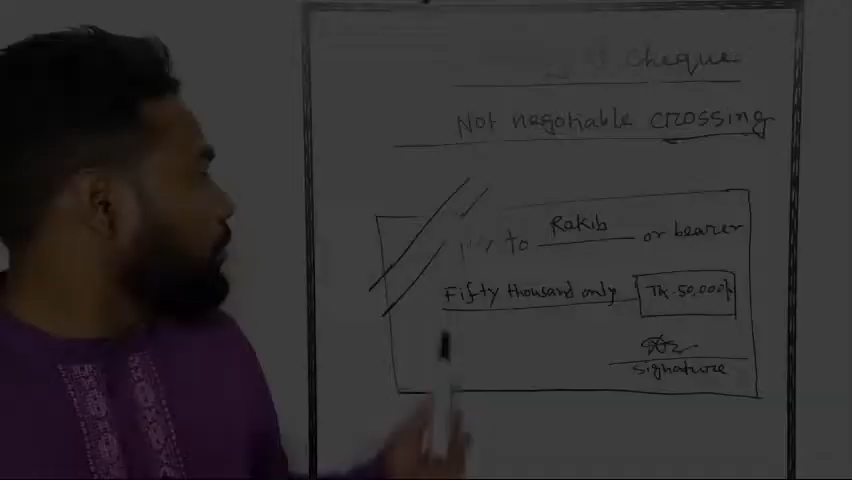 cheque
Not negotiable crossing
to Rakib or bearer
Fifty thousand only Tk. 50,000/-
signature